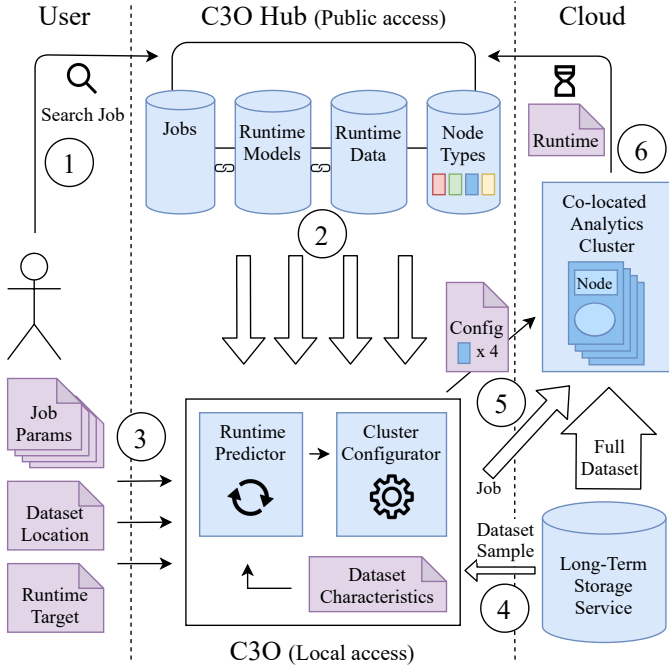 User
C3O Hub (Public access)
Cloud
Search Job
1
Jobs
Runtime
Models
Runtime
Data
Node
Types
Runtime
6
2
Co-located
Analytics
Cluster
Node
Config
x 4
Job
Params
3
Runtime
Predictor
Cluster
Configurator
5
Job
Full
Dataset
Dataset
Location
Dataset
Sample
Long-Term
Storage
Service
Runtime
Target
Dataset
Characteristics
4
C3O (Local access)